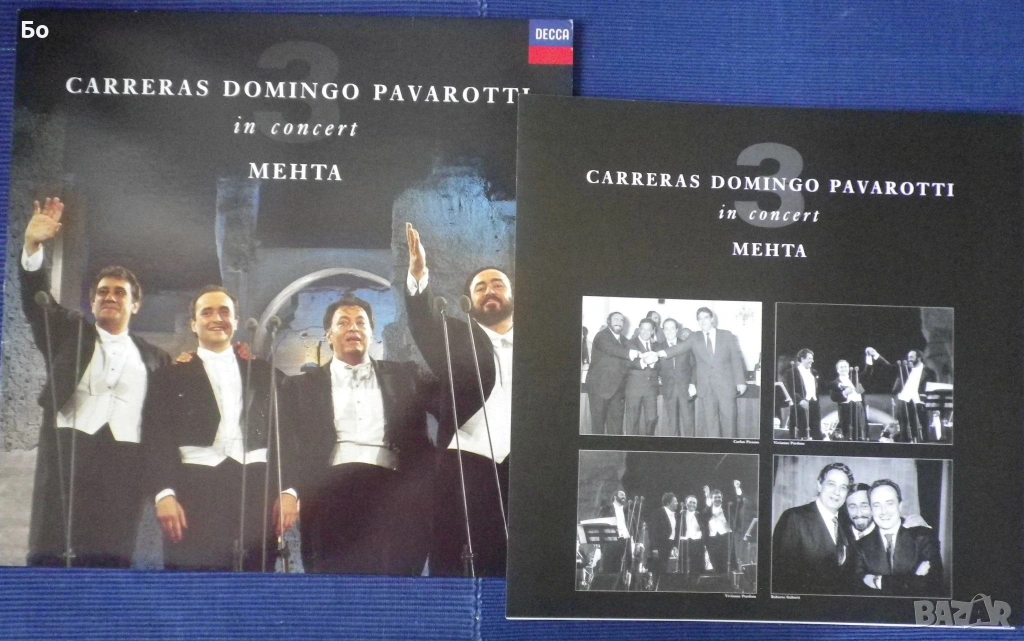 Бо
DECCA
3
CARRERAS DOMINGO PAVAROTTI
in concert
MEHTA
3
CARRERAS DOMINGO PAVAROTTI
in concert
MEHTA
BAZAR